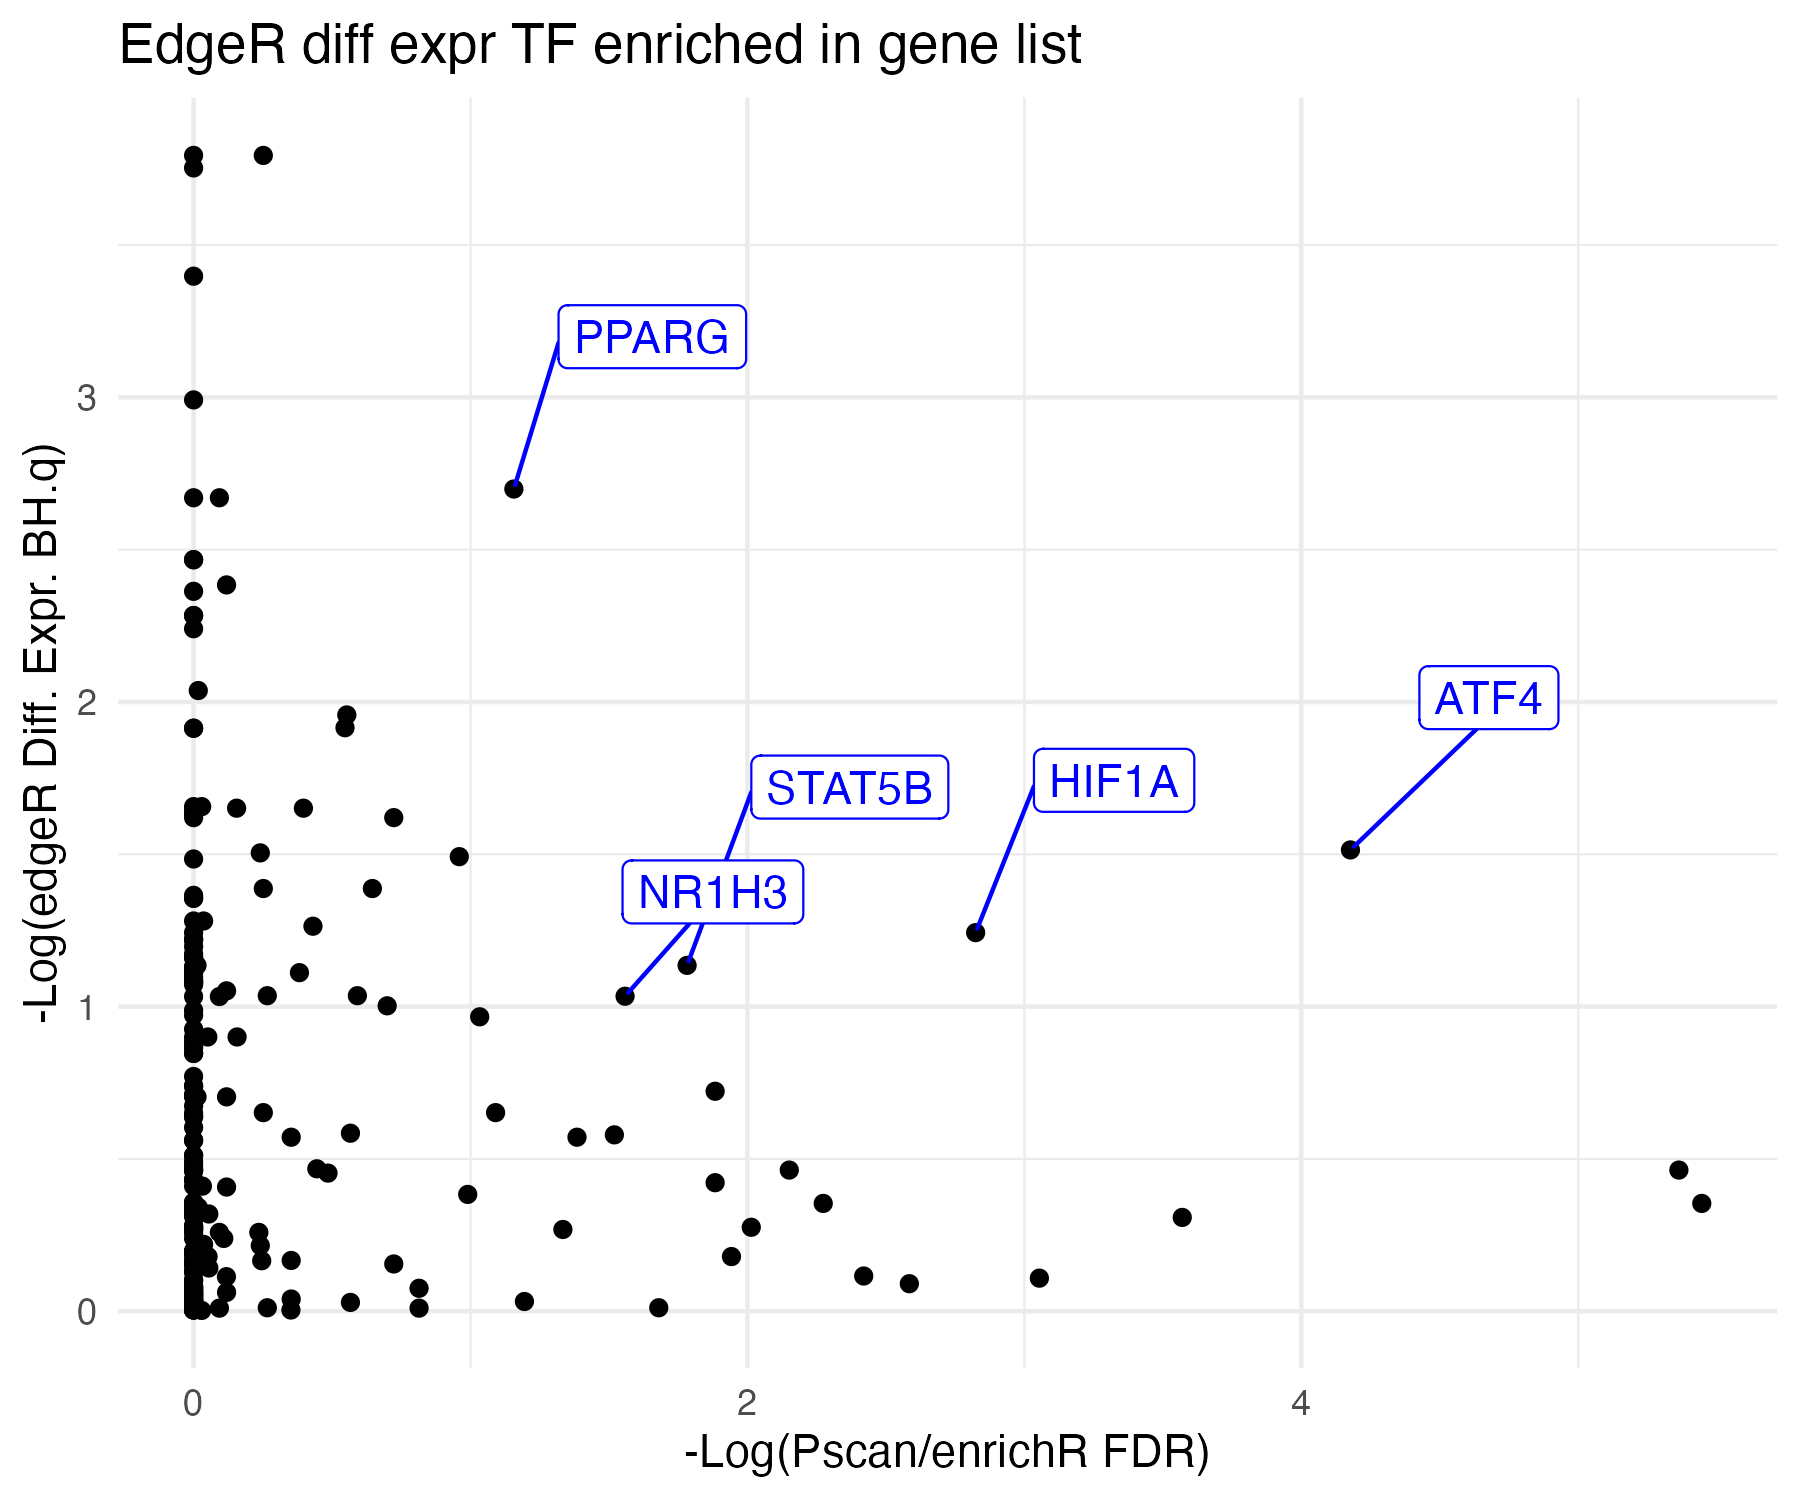 EdgeR diff expr TF enriched in gene list
-Log(edgeR Diff. Expr. BH.q)
3
2
1
0
PPARG
ATF4
HIF1A
STAT5B
NR1H3
0
2
4
-Log(Pscan/enrichR FDR)